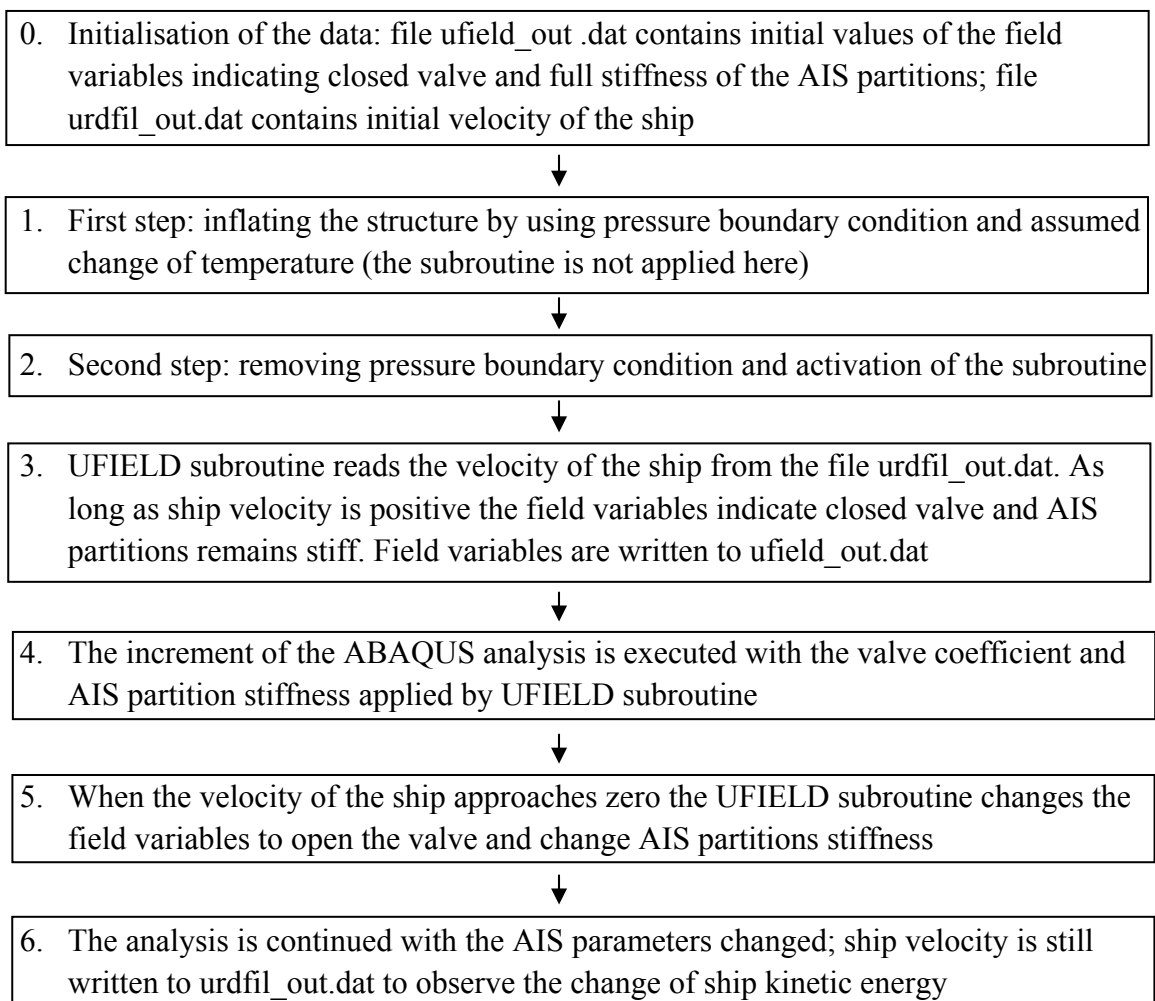 0. Initialisation of the data: file ufield_out .dat contains initial values of the field
variables indicating closed valve and full stiffness of the AIS partitions; file
urdfil_out.dat contains initial velocity of the ship
1. First step: inflating the structure by using pressure boundary condition and assumed
change of temperature (the subroutine is not applied here)
2. Second step: removing pressure boundary condition and activation of the subroutine
3. UFIELD subroutine reads the velocity of the ship from the file urdfil_out.dat. As
long as ship velocity is positive the field variables indicate closed valve and AIS
partitions remains stiff. Field variables are written to ufield_out.dat
4. The increment of the ABAQUS analysis is executed with the valve coefficient and
AIS partition stiffness applied by UFIELD subroutine
5. When the velocity of the ship approaches zero the UFIELD subroutine changes the
field variables to open the valve and change AIS partitions stiffness
6. The analysis is continued with the AIS parameters changed; ship velocity is still
written to urdfil_out.dat to observe the change of ship kinetic energy